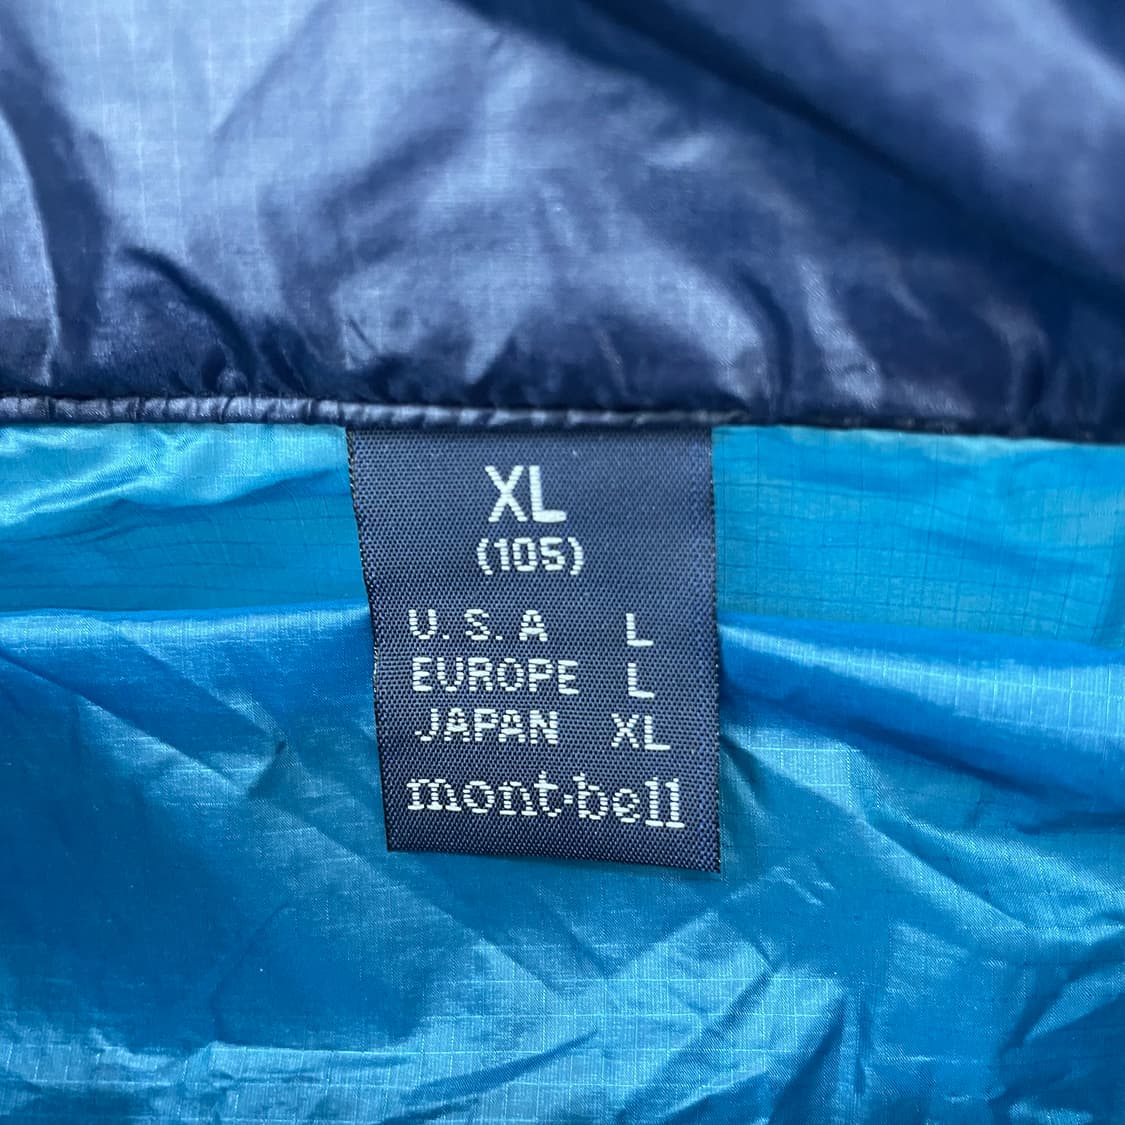 XL
(105)
U.S.A L
EUROPE L
JAPAN XL
mont·bell